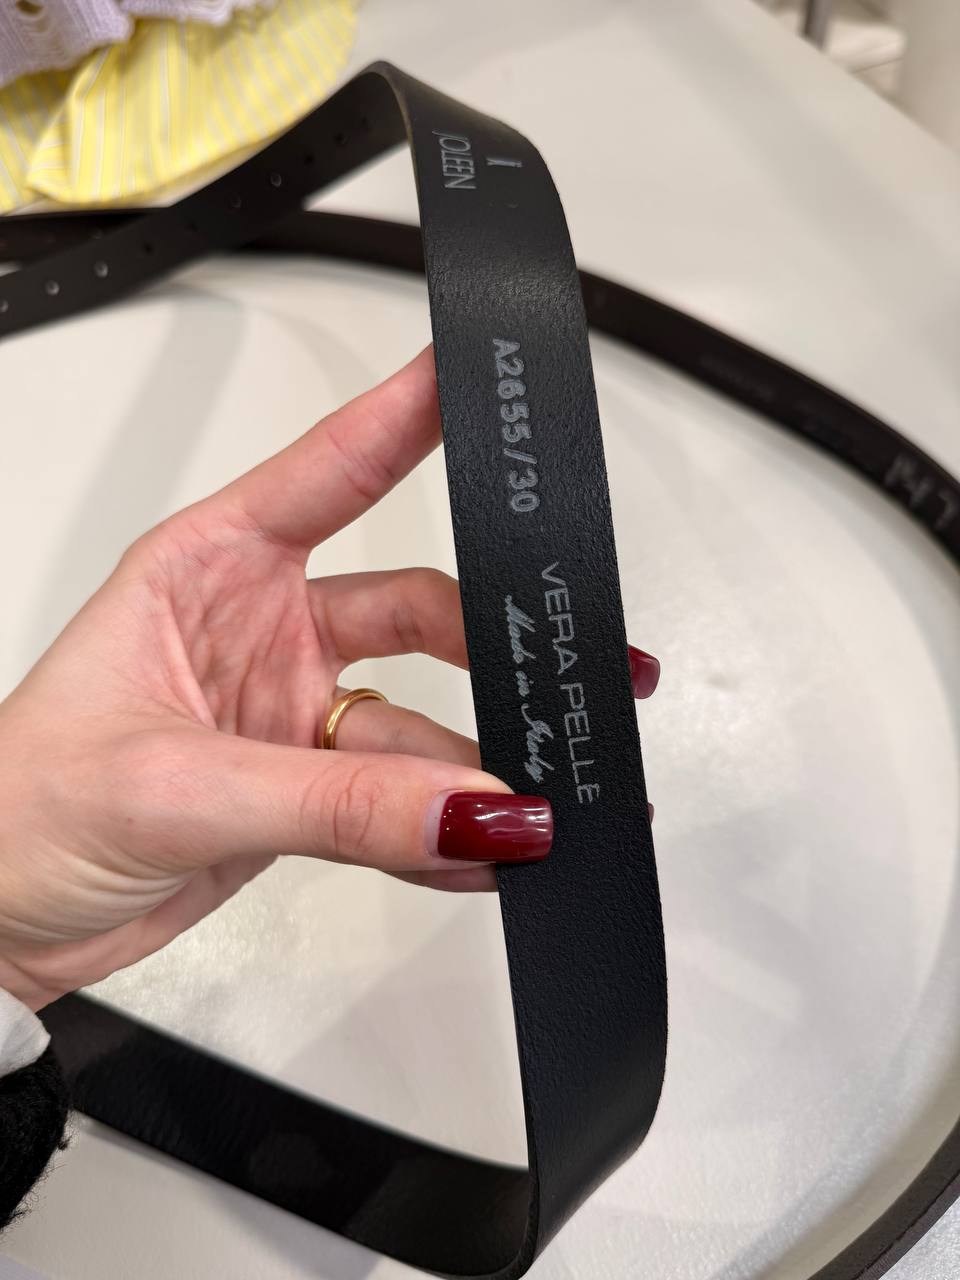 JOLEEN
A2655/30
VERA PELLE
Made in Italy